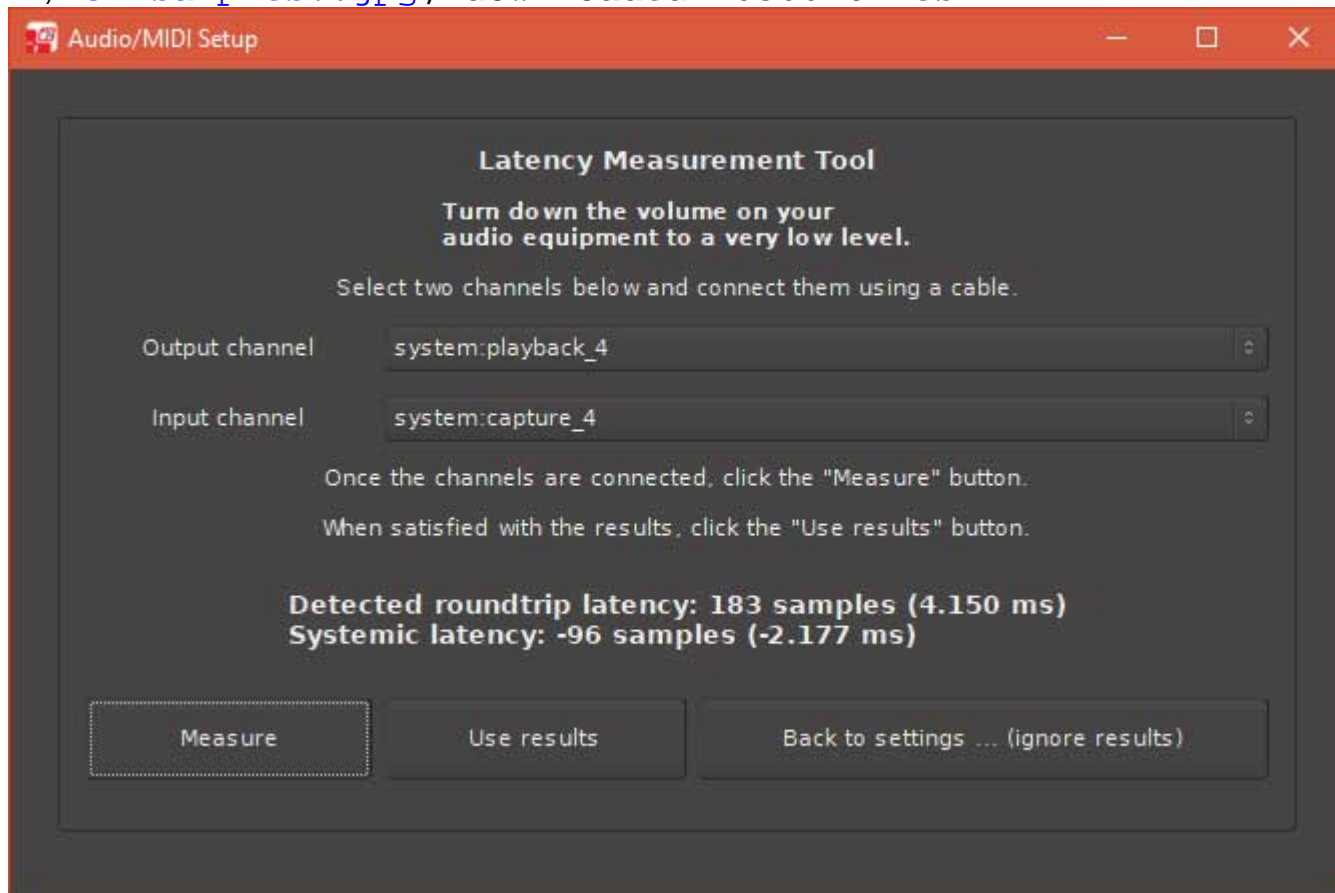 Audio/MIDI Setup
Latency Measurement Tool
Turn down the volume on your
audio equipment to a very low level.
Select two channels below and connect them using a cable.
Output channel system:playback_4
Input channel system:capture_4
Once the channels are connected, click the "Measure" button.
When satisfied with the results, click the "Use results" button.
Detected roundtrip latency: 183 samples (4.150 ms)
Systemic latency: -96 samples (-2.177 ms)
Measure Use results Back to settings ... (ignore results)